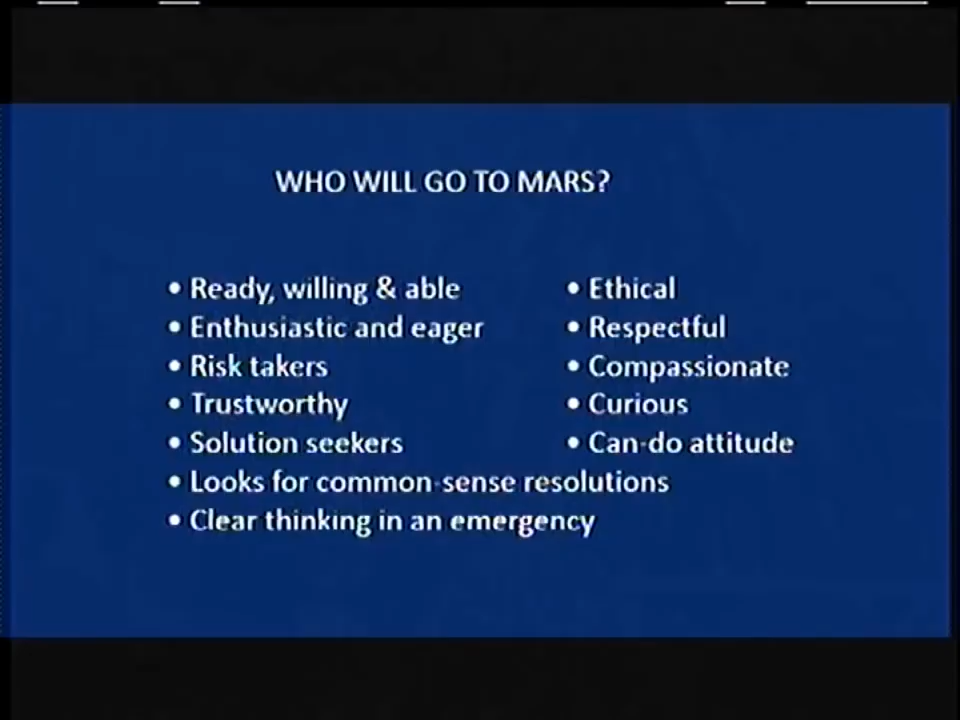 WHO WILL GO TO MARS?
• Ready, willing & able
• Enthusiastic and eager
• Risk takers
• Trustworthy
• Solution seekers
• Looks for common-sense resolutions
• Clear thinking in an emergency
• Ethical
• Respectful
• Compassionate
• Curious
• Can-do attitude